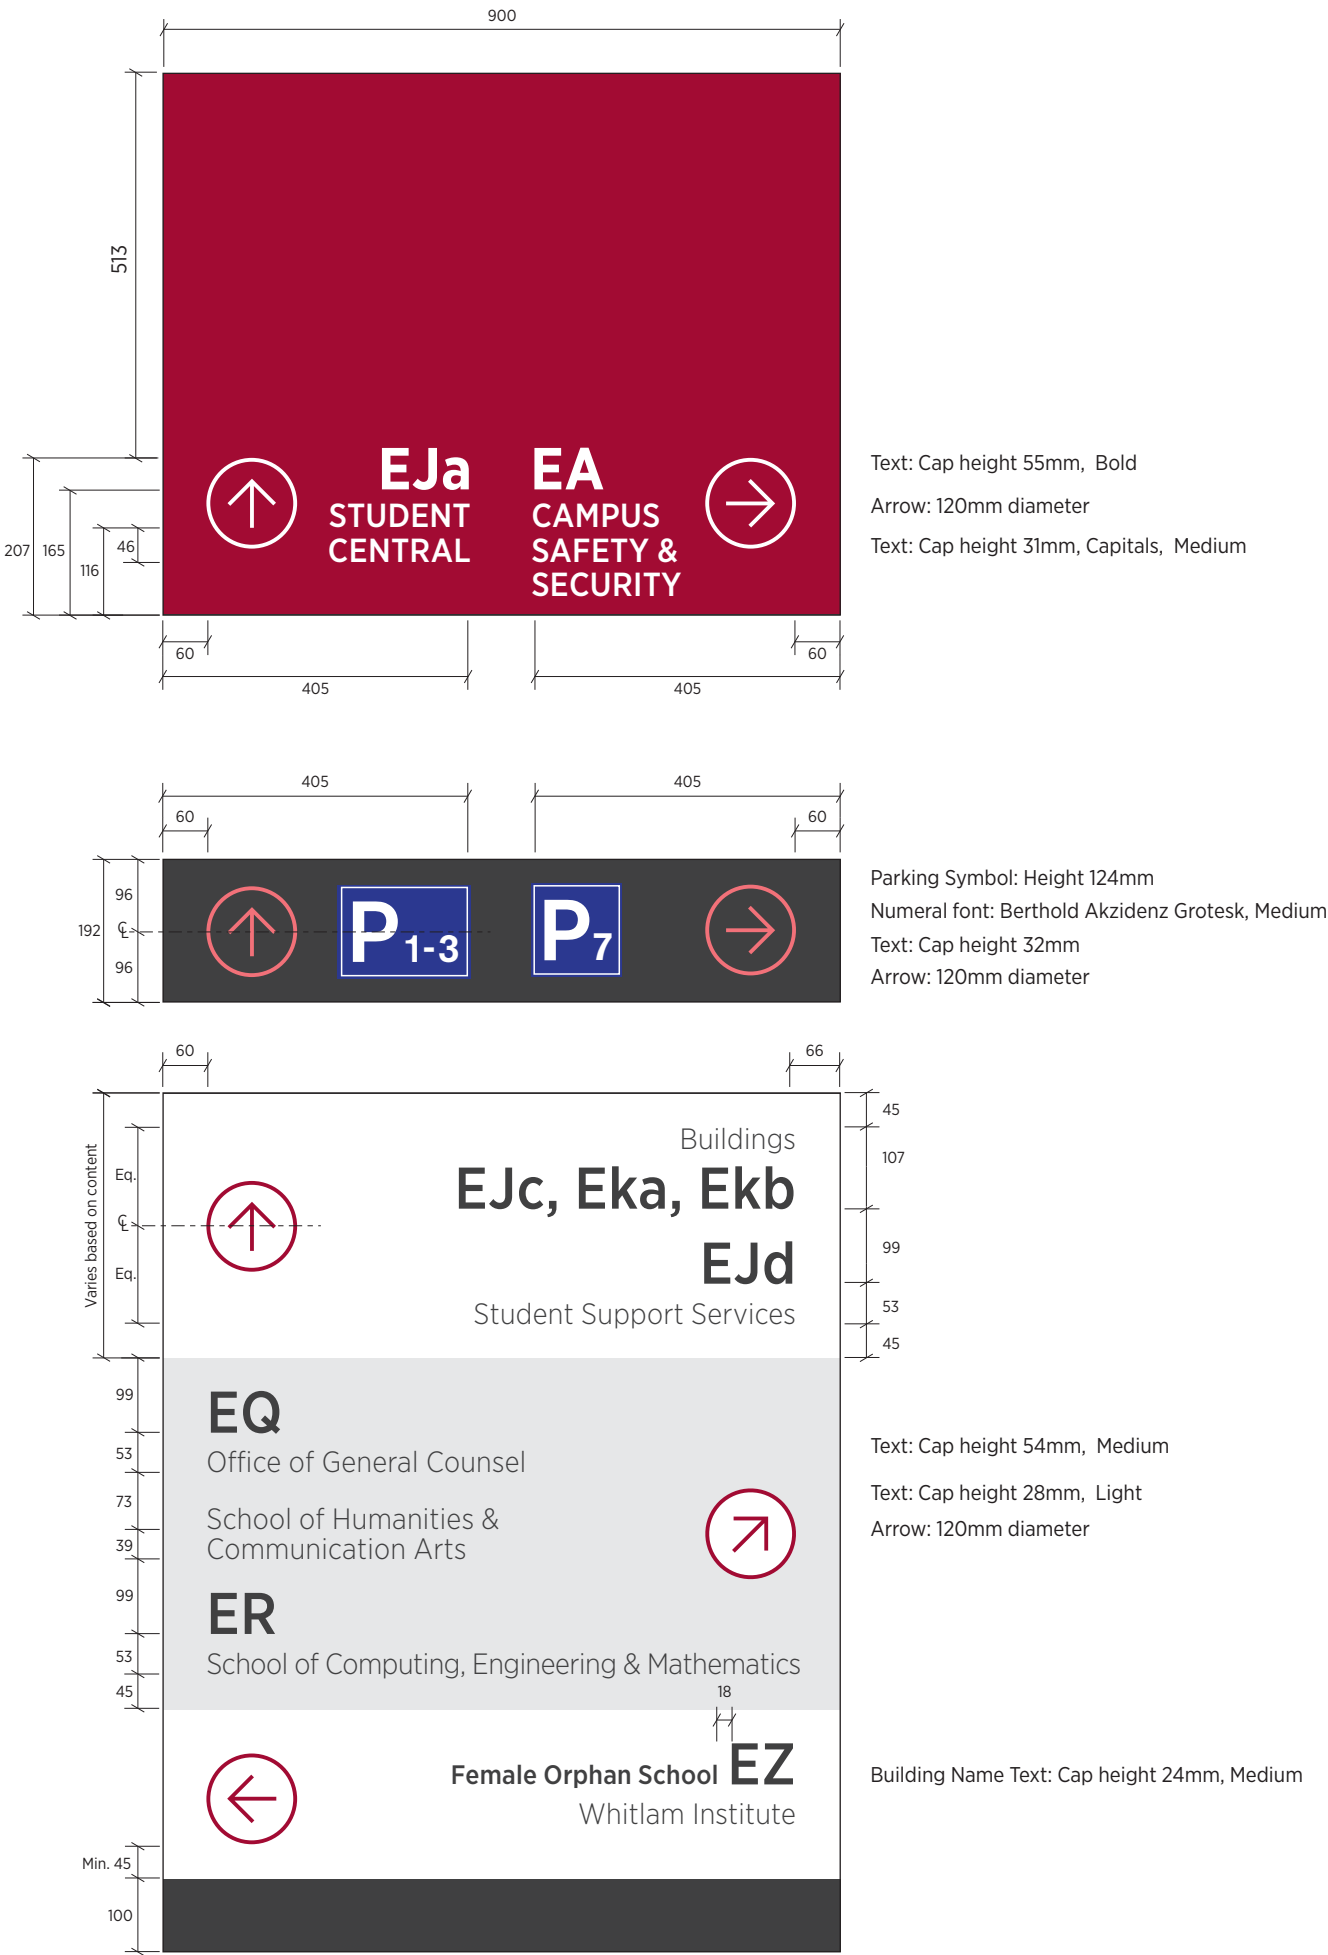 900
513
EJa
STUDENT
CENTRAL
EA
CAMPUS
SAFETY &
SECURITY
207
165
116
46
60
405
60
405
Text: Cap height 55mm, Bold
Arrow: 120mm diameter
Text: Cap height 31mm, Capitals, Medium
405
60
405
60
192
96
CL
96
P 1-3
P 7
Parking Symbol: Height 124mm
Numeral font: Berthold Akzidenz Grotesk, Medium
Text: Cap height 32mm
Arrow: 120mm diameter
60
66
Varies based on content
Eq.
CL
Eq.
Buildings
EJc, Eka, Ekb
EJd
Student Support Services
45
107
99
53
45
99
53
73
39
99
53
45
EQ
Office of General Counsel
School of Humanities &
Communication Arts
ER
School of Computing, Engineering & Mathematics
Text: Cap height 54mm, Medium
Text: Cap height 28mm, Light
Arrow: 120mm diameter
18
Female Orphan School EZ
Whitlam Institute
Building Name Text: Cap height 24mm, Medium
Min. 45
100